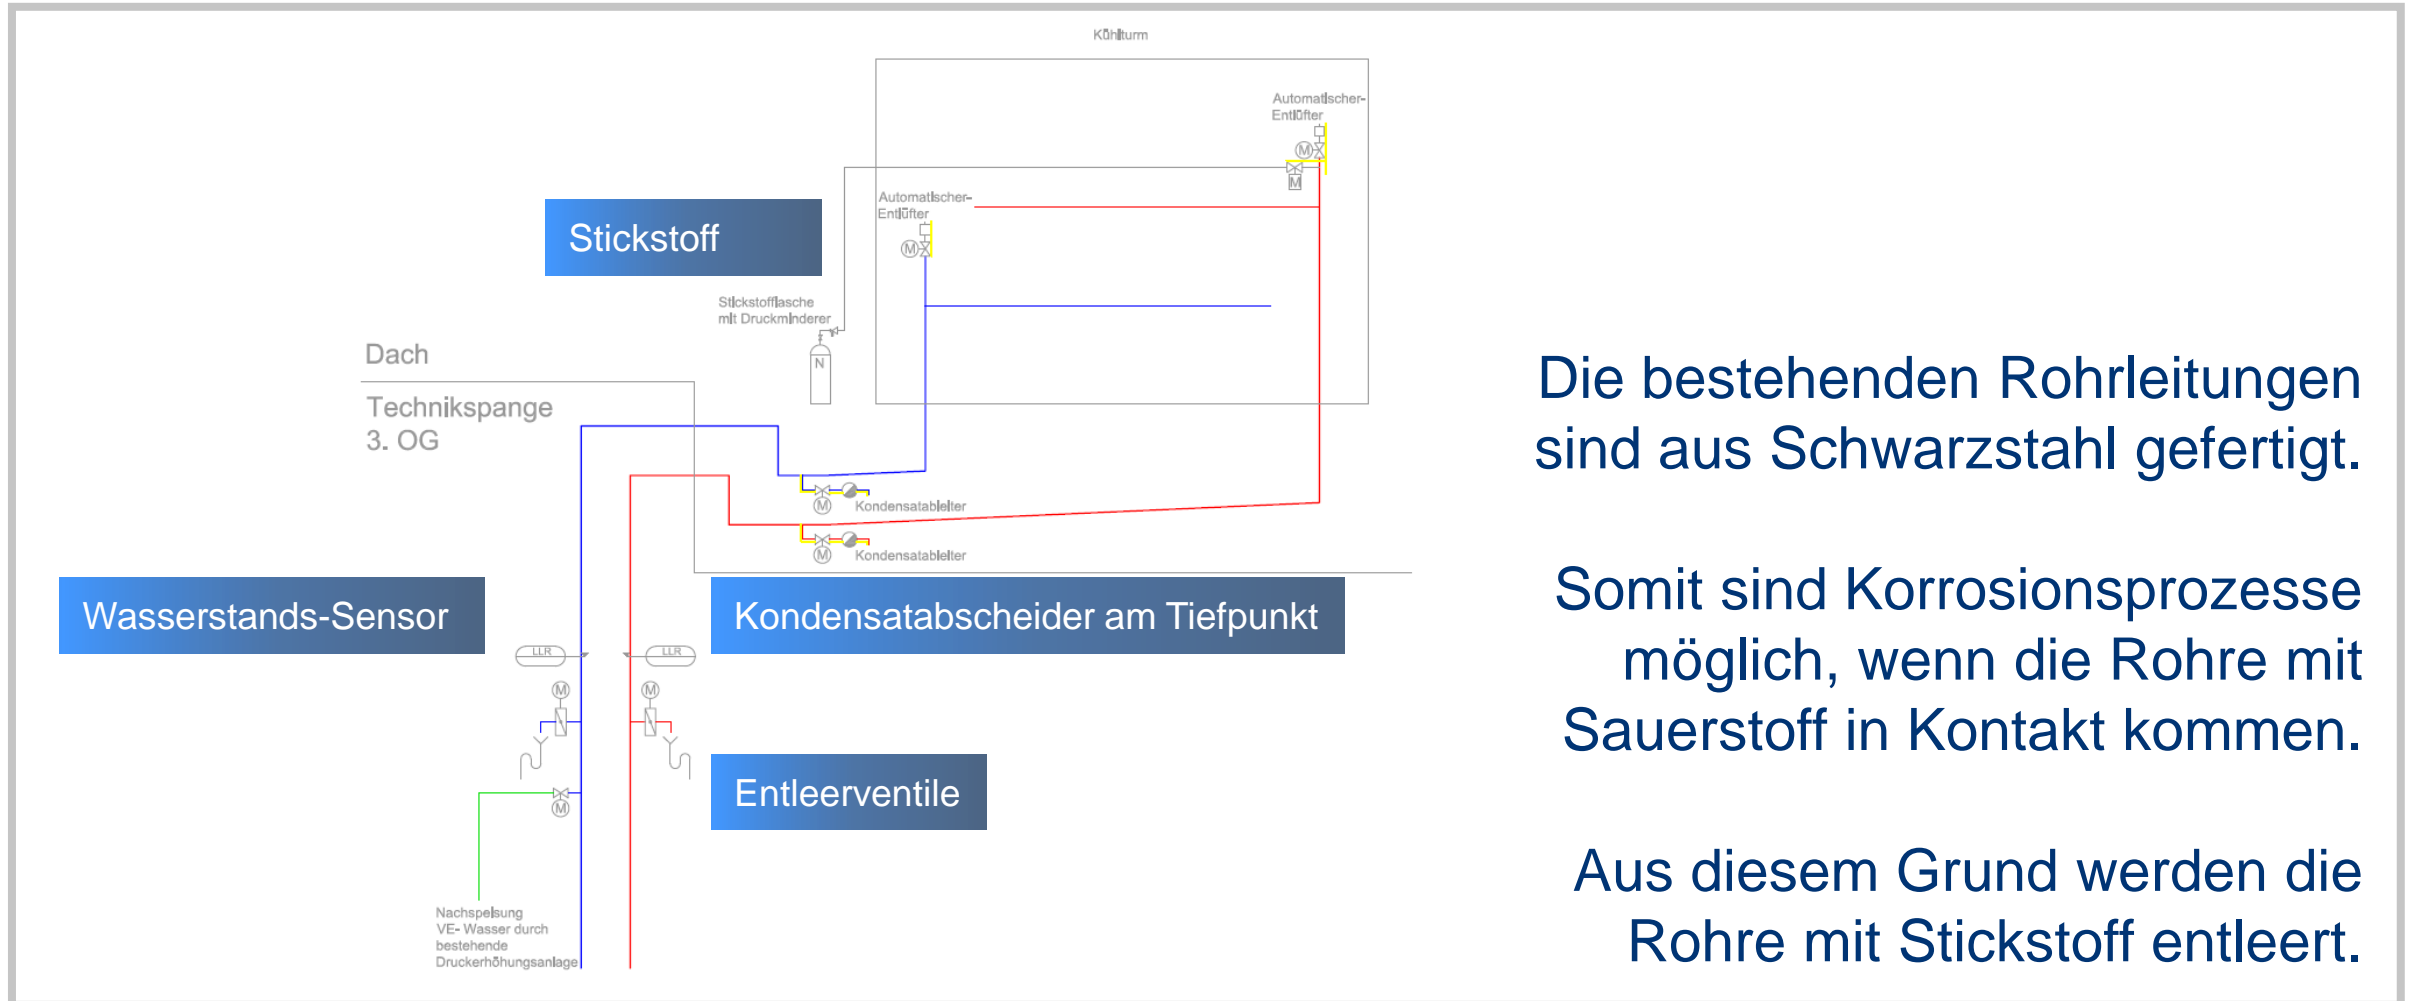 Kühlturm
Automatischer-
Entlüfter
M
M
Automatischer-
Entlüfter
M
Stickstoff
Stickstofflasche
mit Druckminderer
N
Dach
Technikspange
3. OG
M
Kondensatableiter
M
Kondensatableiter
Wasserstands-Sensor
Kondensatabscheider am Tiefpunkt
LLR
LLR
M
M
Entleerventile
M
Nachspeisung
VE- Wasser durch
bestehende
Druckerhöhungsanlage
Die bestehenden Rohrleitungen
sind aus Schwarzstahl gefertigt.
Somit sind Korrosionsprozesse
möglich, wenn die Rohre mit
Sauerstoff in Kontakt kommen.
Aus diesem Grund werden die
Rohre mit Stickstoff entleert.